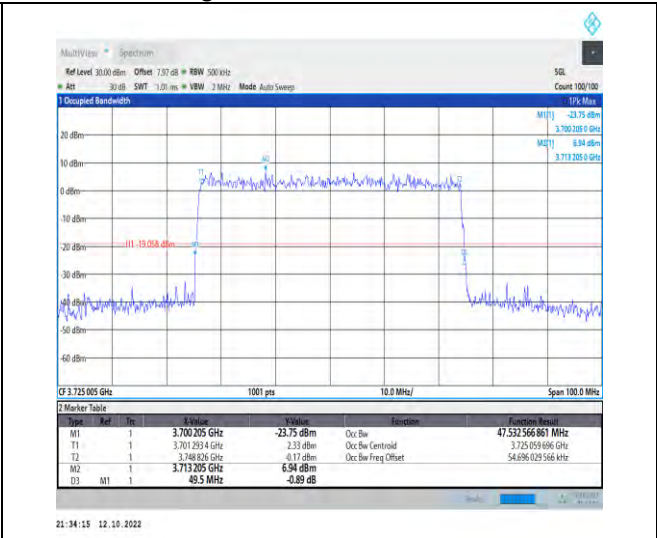 MultiView Spectrum
Ref Level 30.00 dBm Offset 7.97 dB RBW 500 kHz SGL
Att 30 dB SWT 1.01 ms VBW 2 MHz Mode Auto Sweep Count 100/100
1 Occupied Bandwidth 1Pk Max
M1[1] -23.75 dBm
3.700 205 0 GHz
M2[1] 6.94 dBm
3.713 205 0 GHz
20 dBm
10 dBm
M2
T1
T2
0 dBm
-10 dBm
-20 dBm
H1 -19.058 dBm
M1
D3
-30 dBm
-40 dBm
-50 dBm
-60 dBm
CF 3.725 005 GHz 1001 pts 10.0 MHz/ Span 100.0 MHz
2 Marker Table
Type Ref Trc X-Value Y-Value Function Function Result
M1 1 3.700 205 GHz -23.75 dBm Occ Bw 47.532 566 861 MHz
T1 1 3.701 293 4 GHz 2.33 dBm Occ Bw Centroid 3.725 059 696 GHz
T2 1 3.748 826 GHz -0.17 dBm Occ Bw Freq Offset 54.696 029 566 kHz
M2 1 3.713 205 GHz 6.94 dBm
D3 M1 1 49.5 MHz -0.89 dB
Ready
21:34:15 12.10.2022